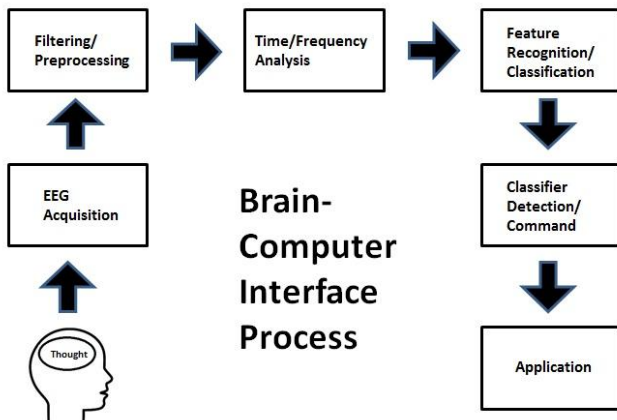 Filtering/
Preprocessing
Time/Frequency
Analysis
Feature
Recognition/
Classification
EEG
Acquisition
Brain-
Computer
Interface
Process
Classifier
Detection/
Command
Thought
Application